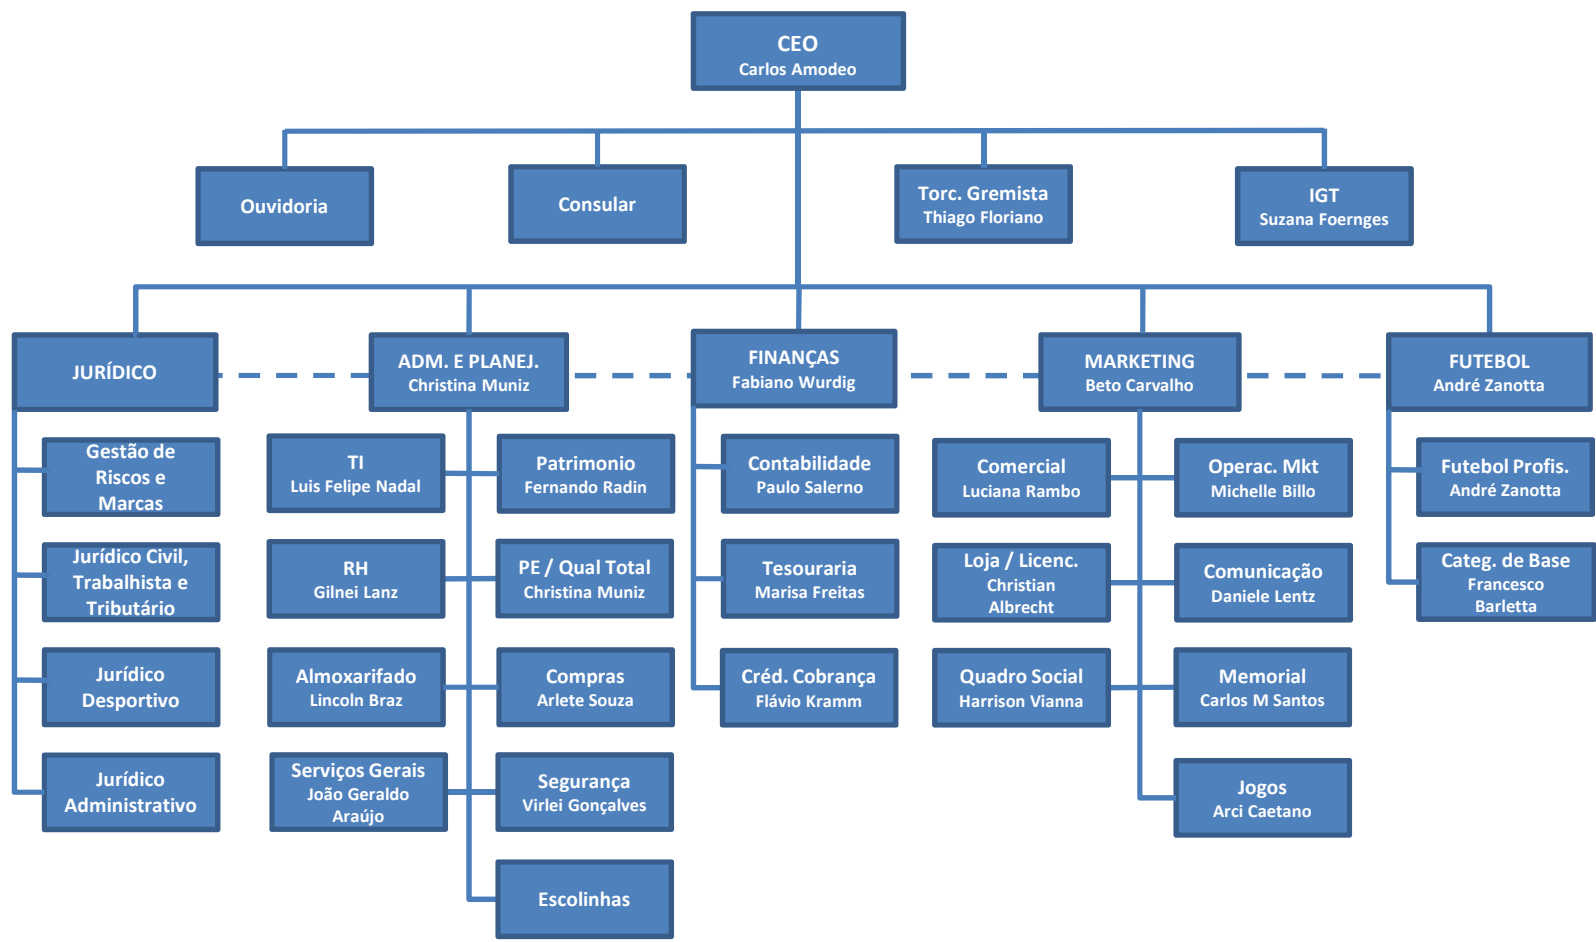 CEO
Carlos Amodeo
Ouvidoria
Consular
Torc. Gremista
Thiago Floriano
IGT
Suzana Foernges
JURÍDICO
ADM. E PLANEJ.
Christina Muniz
FINANÇAS
Fabiano Wurdig
MARKETING
Beto Carvalho
FUTEBOL
André Zanotta
Gestão de
Riscos e
Marcas
Jurídico Civil,
Trabalhista e
Tributário
Jurídico
Desportivo
Jurídico
Administrativo
TI
Luis Felipe Nadal
Patrimonio
Fernando Radin
RH
Gilnei Lanz
PE / Qual Total
Christina Muniz
Almoxarifado
Lincoln Braz
Compras
Arlete Souza
Serviços Gerais
João Geraldo
Araújo
Segurança
Virlei Gonçalves
Escolinhas
Contabilidade
Paulo Salerno
Tesouraria
Marisa Freitas
Créd. Cobrança
Flávio Kramm
Comercial
Luciana Rambo
Operac. Mkt
Michelle Billo
Loja / Licenc.
Christian
Albrecht
Comunicação
Daniele Lentz
Quadro Social
Harrison Vianna
Memorial
Carlos M Santos
Jogos
Arci Caetano
Futebol Profis.
André Zanotta
Categ. de Base
Francesco
Barletta